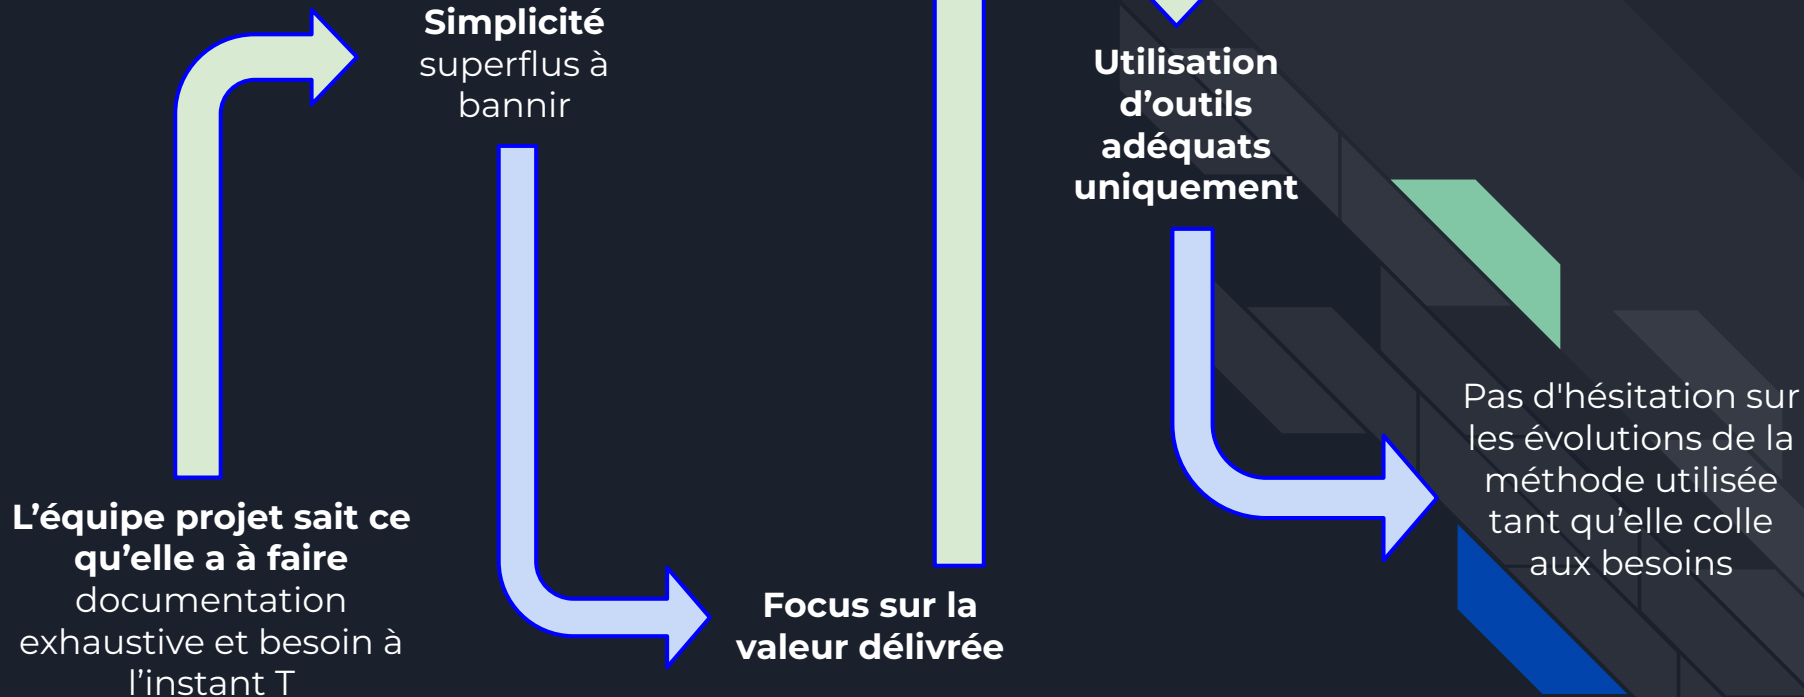 L’équipe projet sait ce
qu’elle a à faire
documentation
exhaustive et besoin à
l’instant T
Simplicité
superflus à
bannir
Focus sur la
valeur délivrée
Utilisation
d’outils
adéquats
uniquement
Pas d'hésitation sur
les évolutions de la
méthode utilisée
tant qu’elle colle
aux besoins